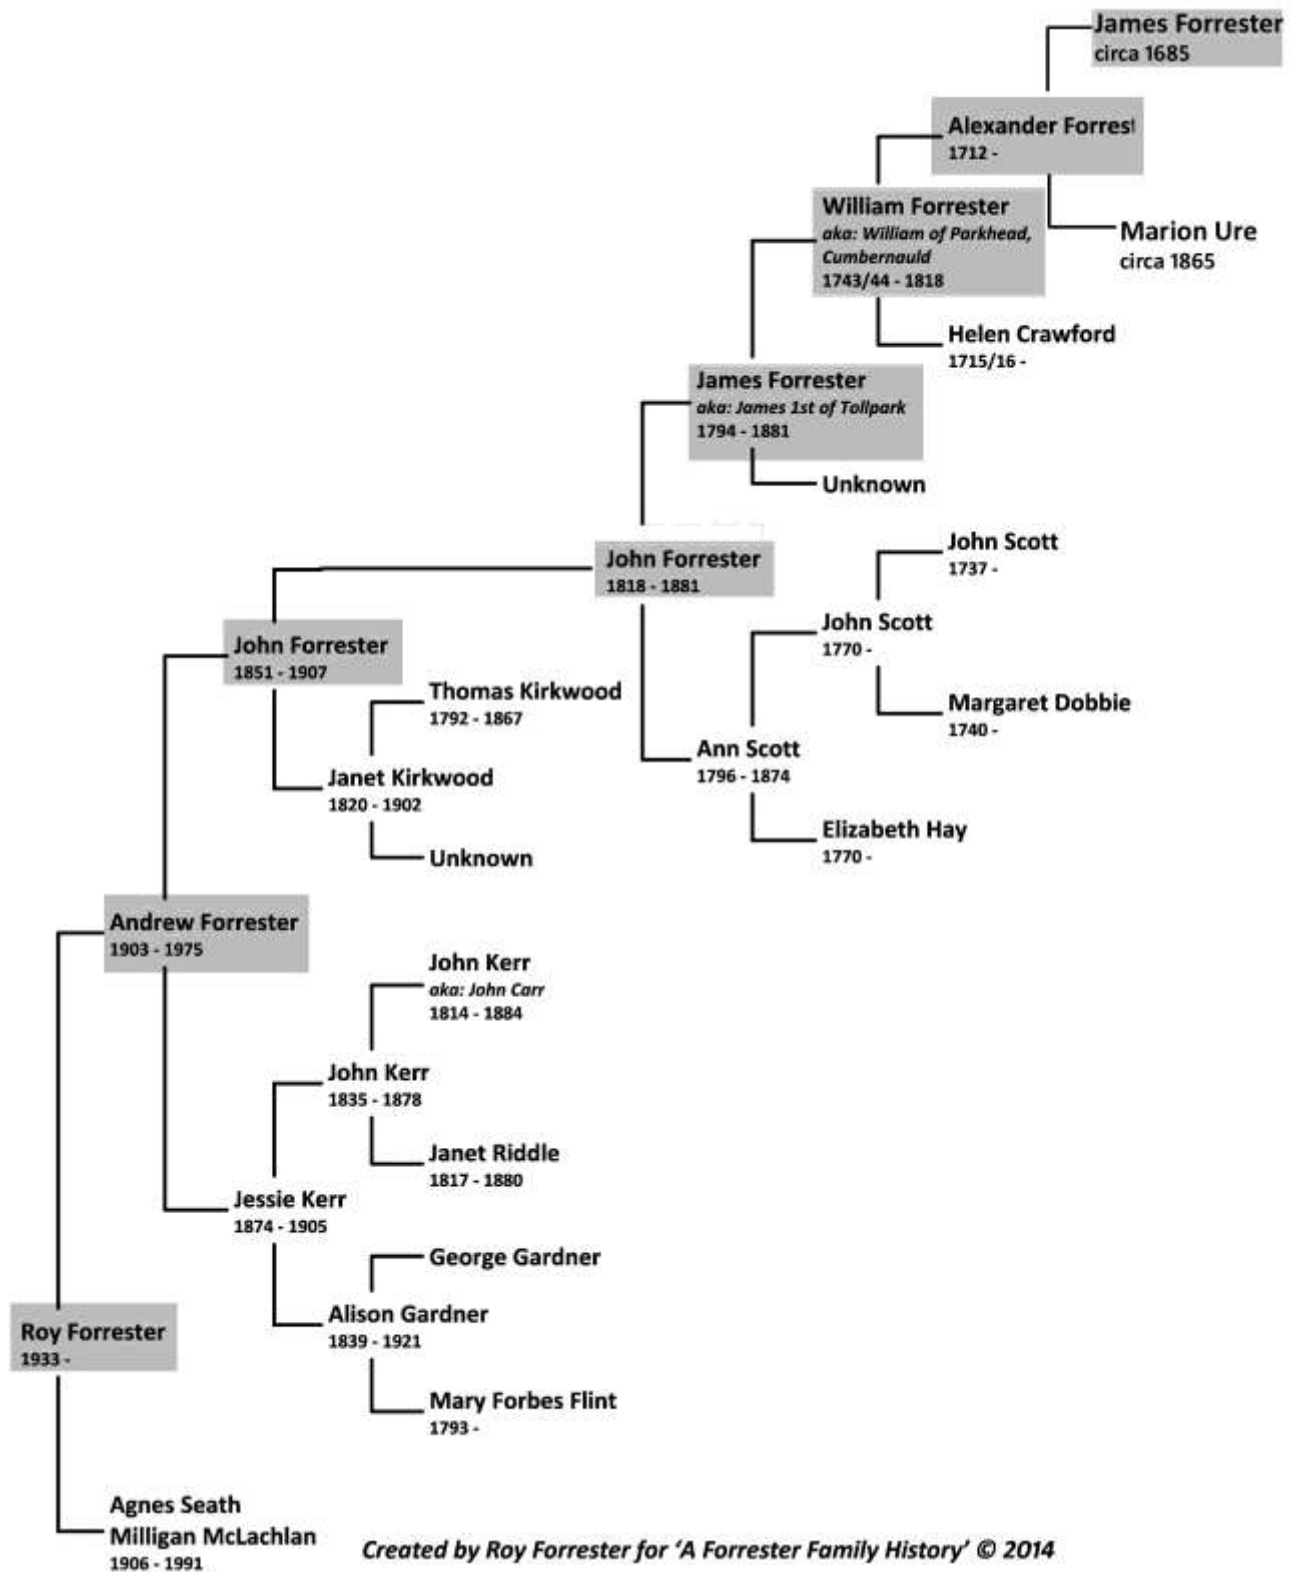 James Forrester
circa 1685
Alexander Forrest
1712 -
William Forrester
aka: William of Parkhead,
Cumbernauld
1743/44 - 1818
Marion Ure
circa 1865
Helen Crawford
1715/16 -
James Forrester
aka: James 1st of Tollpark
1794 - 1881
Unknown
John Scott
1737 -
John Forrester
1818 - 1881
John Scott
1770 -
John Forrester
1851 - 1907
Thomas Kirkwood
1792 - 1867
Margaret Dobbie
1740 -
Ann Scott
1796 - 1874
Janet Kirkwood
1820 - 1902
Elizabeth Hay
1770 -
Unknown
Andrew Forrester
1903 - 1975
John Kerr
aka: John Carr
1814 - 1884
John Kerr
1835 - 1878
Janet Riddle
1817 - 1880
Jessie Kerr
1874 - 1905
George Gardner
Alison Gardner
1839 - 1921
Roy Forrester
1933 -
Mary Forbes Flint
1793 -
Agnes Seath
Milligan McLachlan
1906 - 1991
Created by Roy Forrester for ‘A Forrester Family History’ © 2014